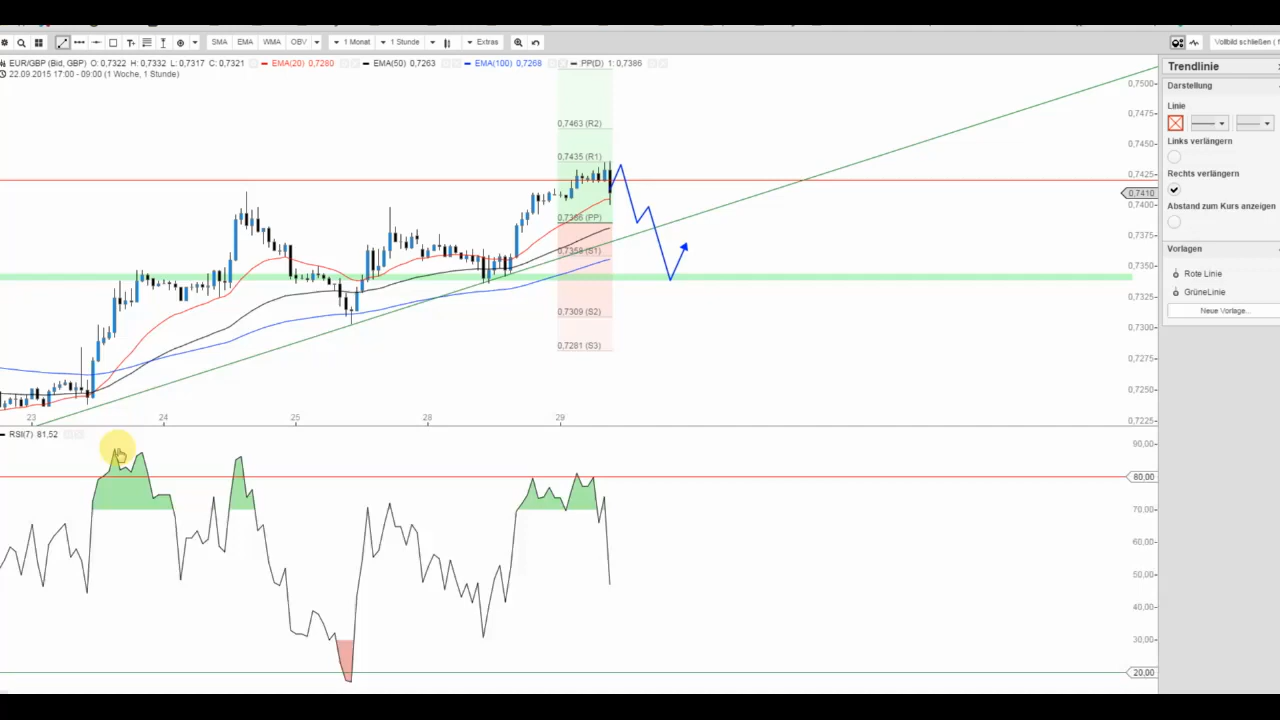 SMA EMA WMA OBV 1 Monat 1 Stunde Extras Vollbild schließen ( f
EUR/GBP (Bid, GBP) O: 0,7322 H: 0,7332 L: 0,7317 C: 0,7321 EMA(20) 0,7280 EMA(50) 0,7263 EMA(100) 0,7268 PP(D) 1: 0,7386
22.09.2015 17:00 - 09:00 (1 Woche, 1 Stunde)
Trendlinie
Darstellung
Linie
Links verlängern
Rechts verlängern
Abstand zum Kurs anzeigen
Vorlagen
Rote Linie
GrüneLinie
Neue Vorlage...
0,7463 (R2)
0,7435 (R1)
0,7386 (PP)
0,7358 (S1)
0,7309 (S2)
0,7281 (S3)
0,7500
0,7475
0,7450
0,7425
0,7410
0,7400
0,7375
0,7350
0,7325
0,7300
0,7275
0,7250
0,7225
23 24 25 28 29
RSI(7) 81,52
90,00
80,00
70,00
60,00
50,00
40,00
30,00
20,00